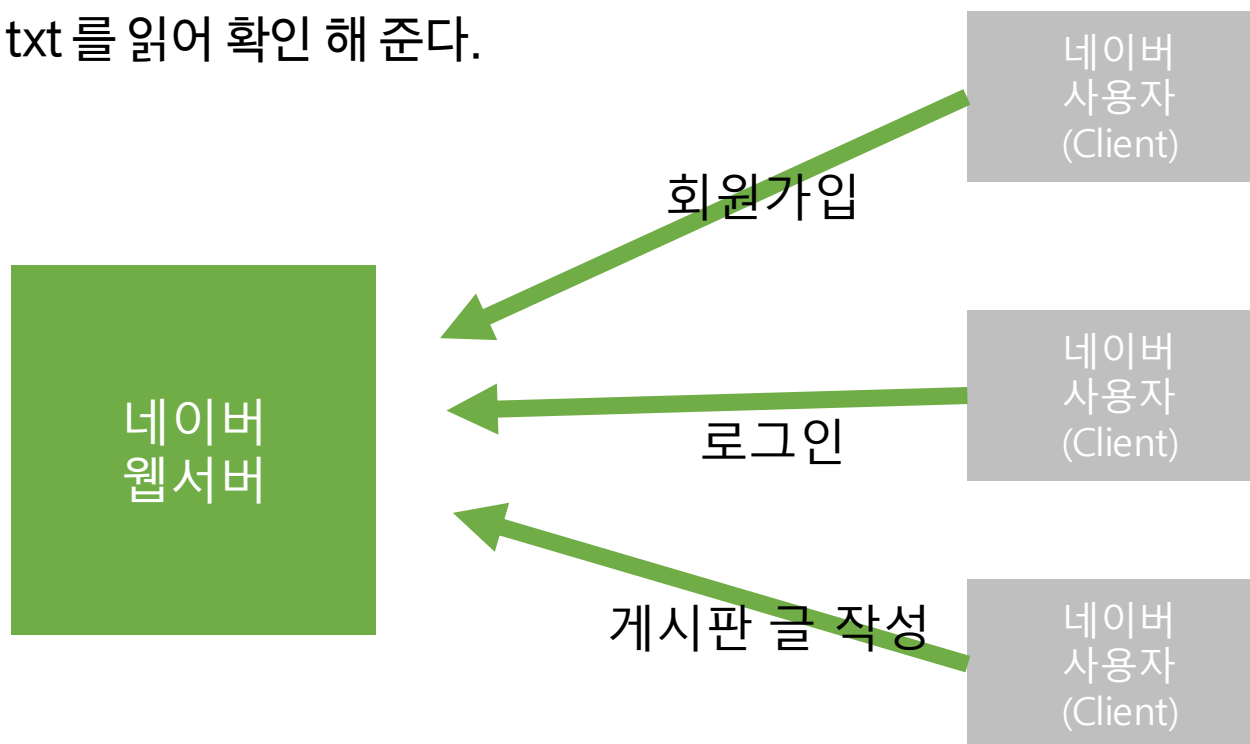 txt 를 읽어 확인 해 준다.
네이버
사용자
(Client)
회원가입
네이버
웹서버
네이버
사용자
(Client)
로그인
게시판 글 작성
네이버
사용자
(Client)